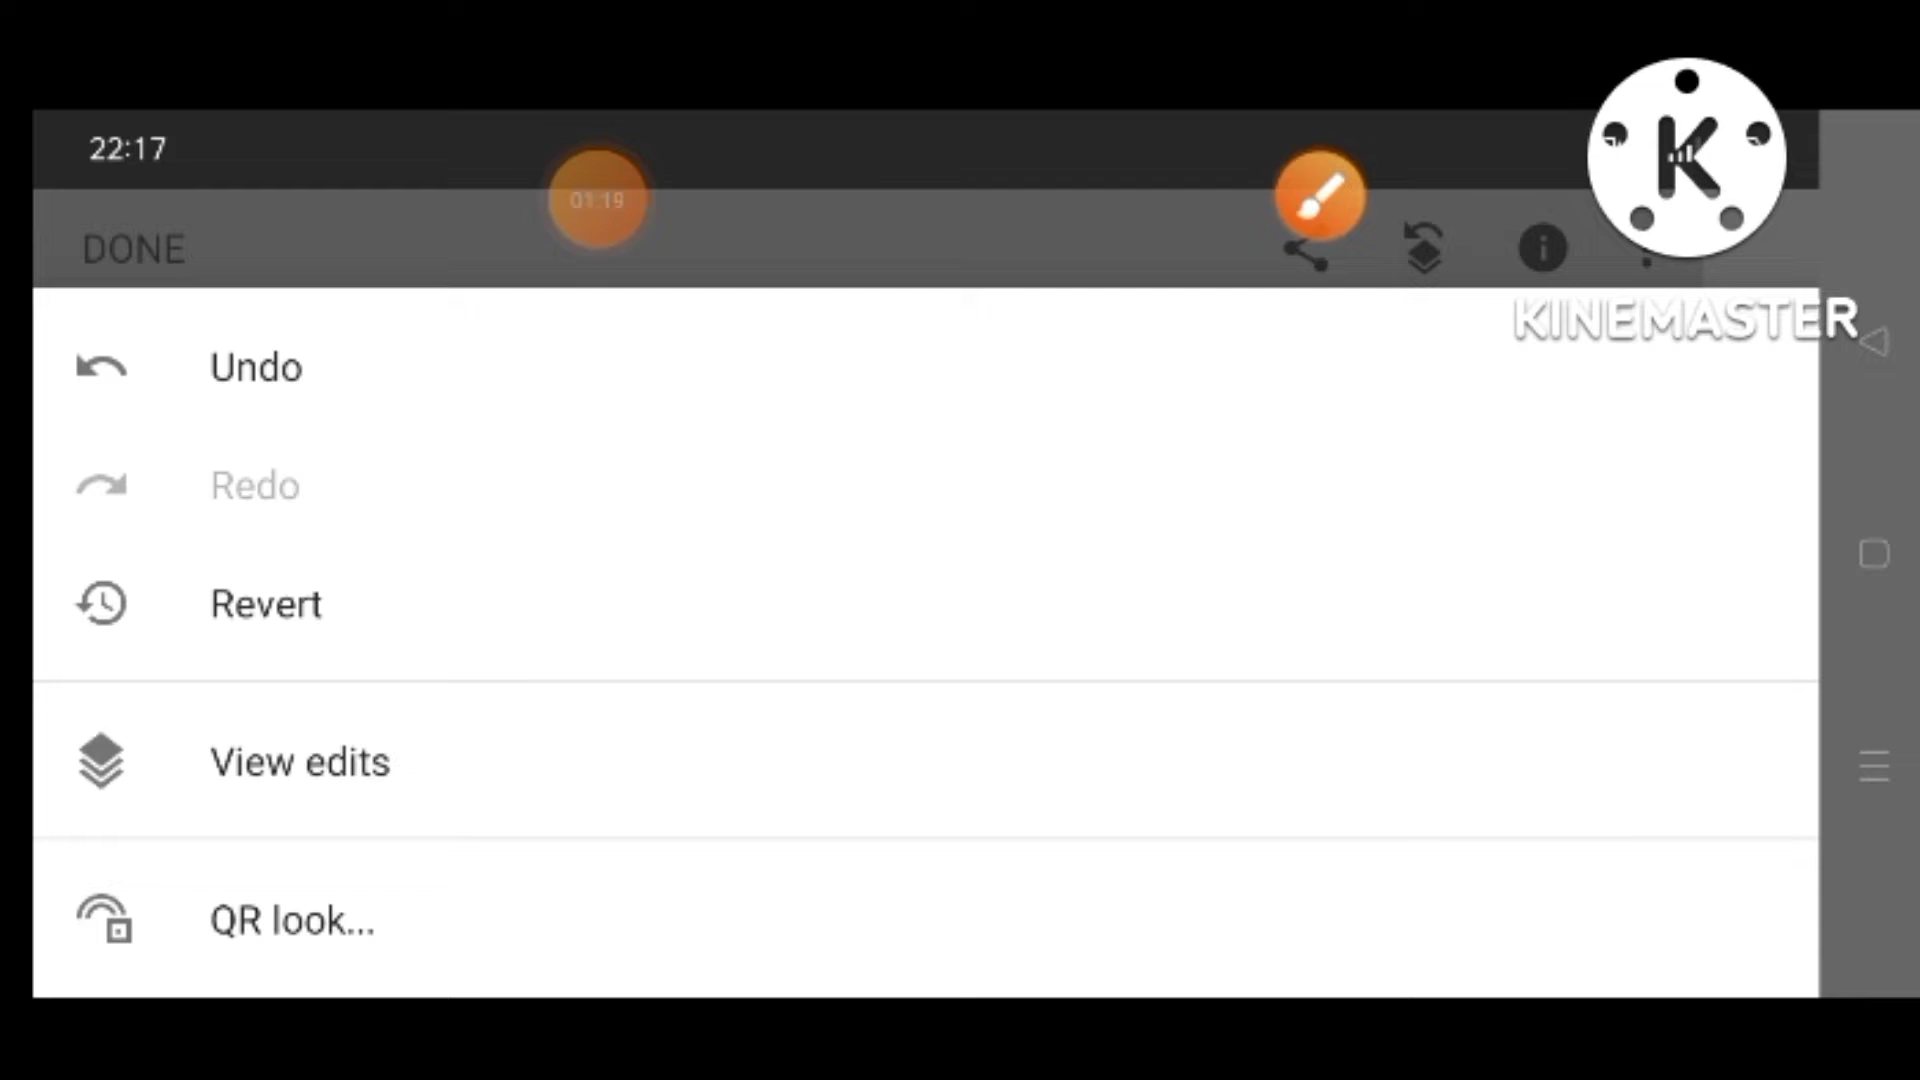 22:17
01:19
K
DONE
KINEMASTER
Undo
Redo
Revert
View edits
QR look...